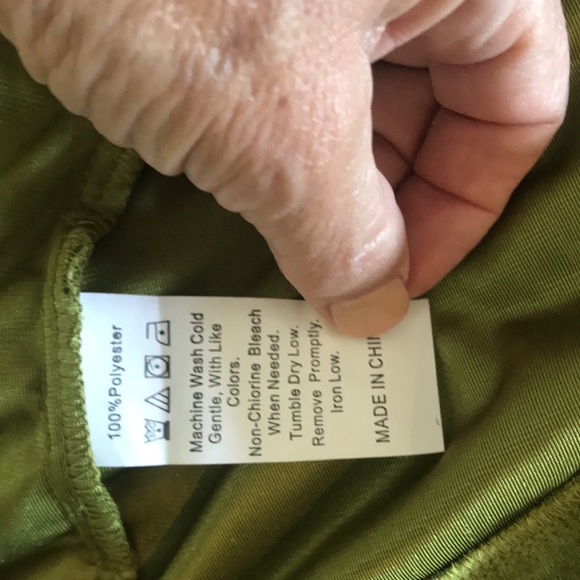 100%Polyester
Machine Wash Cold
Gentle, With Like
Colors.
Non-Chlorine Bleach
When Needed.
Tumble Dry Low.
Remove Promptly.
Iron Low.
MADE IN CHI